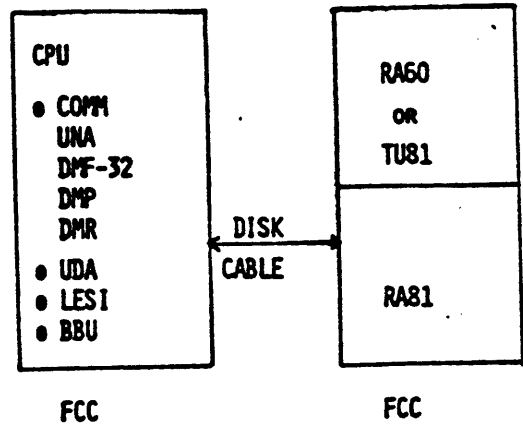 CPU
● COMM
UNA
DMF-32
DMP
DMR
● UDA
● LESI
● BBU
FCC
DISK
CABLE
RA60
OR
TU81
RA81
FCC